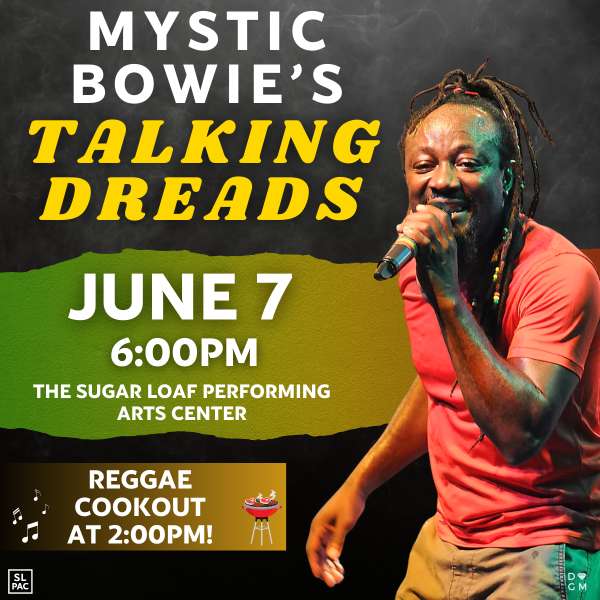 MYSTIC
BOWIE'S
TALKING
DREADS
JUNE 7
6:00PM
THE SUGAR LOAF PERFORMING
ARTS CENTER
REGGAE
COOKOUT
AT 2:00PM!
SL
PAC
D
GM